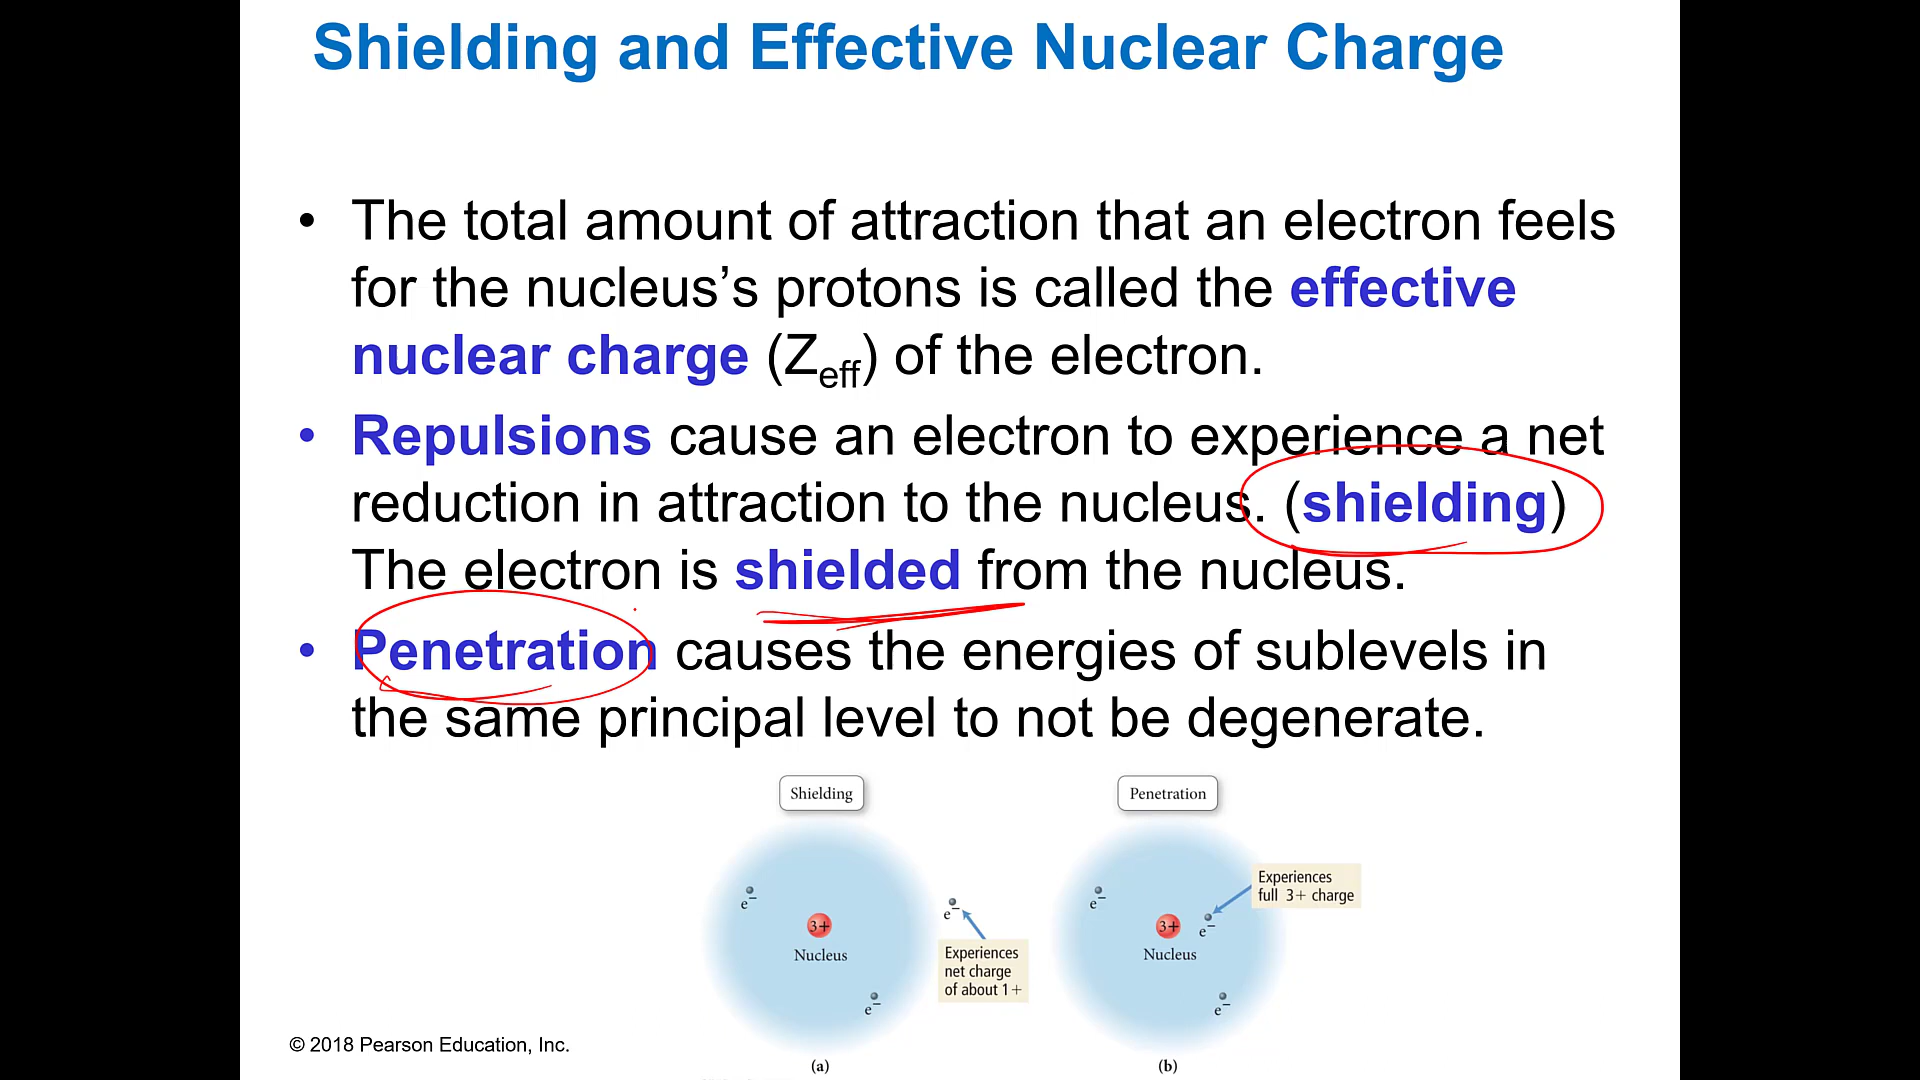 Shielding and Effective Nuclear Charge
• The total amount of attraction that an electron feels
for the nucleus’s protons is called the effective
nuclear charge (Zeff) of the electron.
• Repulsions cause an electron to experience a net
reduction in attraction to the nucleus. (shielding)
The electron is shielded from the nucleus.
• Penetration causes the energies of sublevels in
the same principal level to not be degenerate.
Shielding
e−
3+
Nucleus
e−
e−
Experiences
net charge
of about 1+
(a)
Penetration
e−
3+
Nucleus
e−
e−
Experiences
full 3+ charge
(b)
© 2018 Pearson Education, Inc.